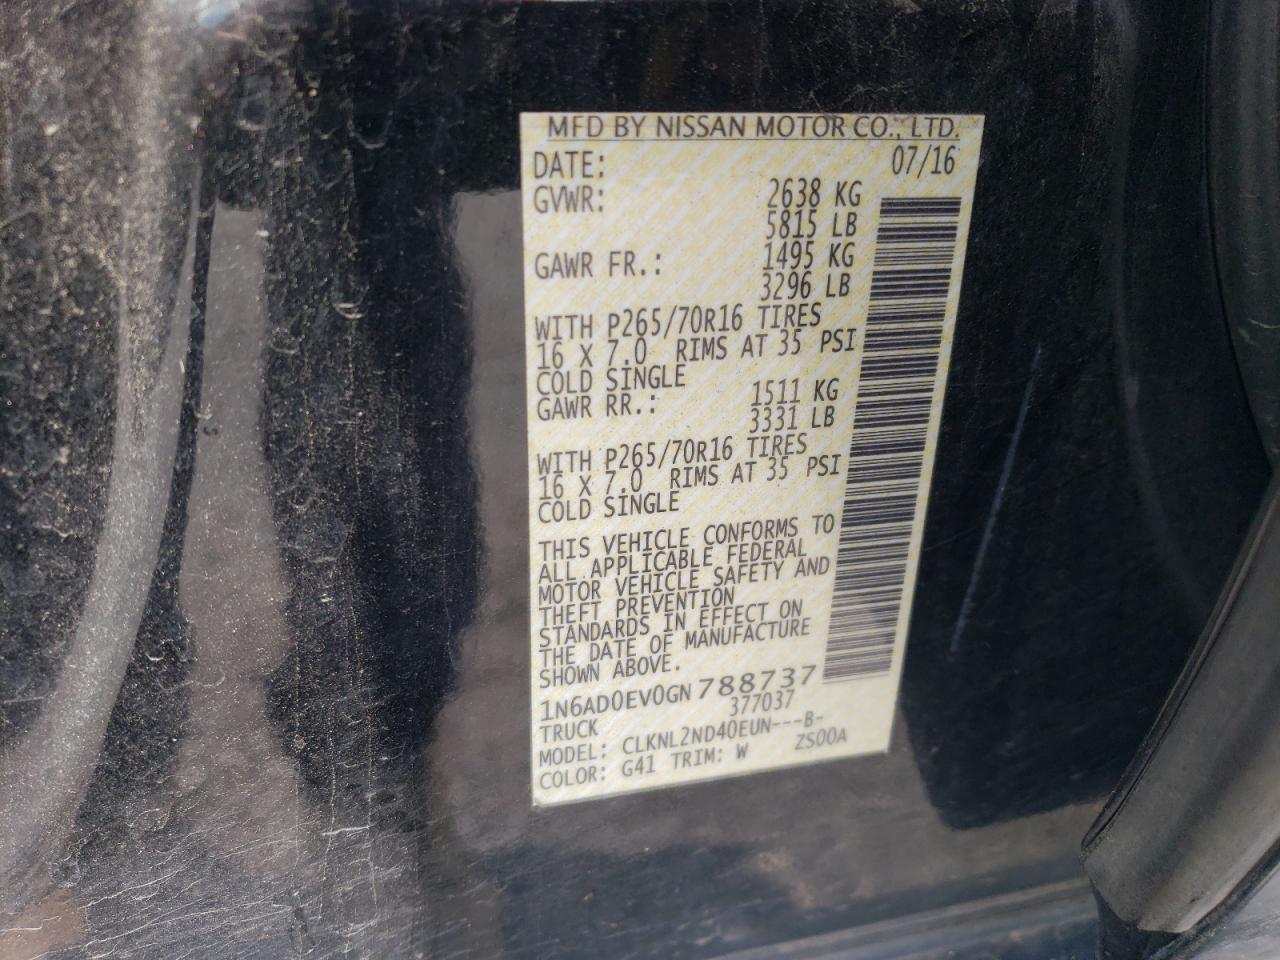 MFD BY NISSAN MOTOR CO., LTD.
DATE: 07/16
GVWR: 2638 KG
5815 LB
GAWR FR.: 1495 KG
3296 LB
WITH P265/70R16 TIRES
16 X 7.0 RIMS AT 35 PSI
COLD SINGLE
GAWR RR.: 1511 KG
3331 LB
WITH P265/70R16 TIRES
16 X 7.0 RIMS AT 35 PSI
COLD SINGLE
THIS VEHICLE CONFORMS TO
ALL APPLICABLE FEDERAL
MOTOR VEHICLE SAFETY AND
THEFT PREVENTION
STANDARDS IN EFFECT ON
THE DATE OF MANUFACTURE
SHOWN ABOVE.
1N6AD0EV0GN788737
377037
TRUCK
MODEL: CLKNL2ND40EUN---B-
COLOR: G41 TRIM: W ZS00A